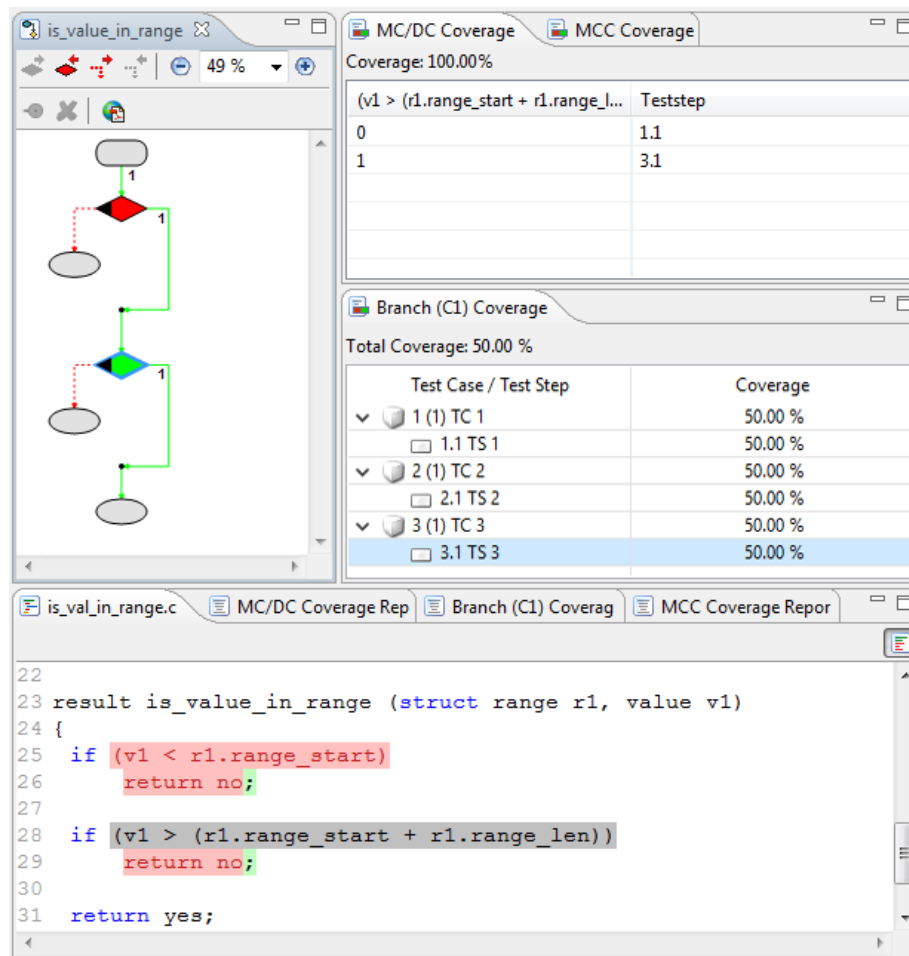 is_value_in_range
49 %
1
1
1
MC/DC Coverage
MCC Coverage
Coverage: 100.00%
(v1 > (r1.range_start + r1.range_l... Teststep
0 1.1
1 3.1
Branch (C1) Coverage
Total Coverage: 50.00 %
Test Case / Test Step Coverage
1 (1) TC 1 50.00 %
1.1 TS 1 50.00 %
2 (1) TC 2 50.00 %
2.1 TS 2 50.00 %
3 (1) TC 3 50.00 %
3.1 TS 3 50.00 %
is_val_in_range.c MC/DC Coverage Rep Branch (C1) Coverag MCC Coverage Repor
22
23 result is_value_in_range (struct range r1, value v1)
24 {
25 if (v1 < r1.range_start)
26 return no;
27
28 if (v1 > (r1.range_start + r1.range_len))
29 return no;
30
31 return yes;